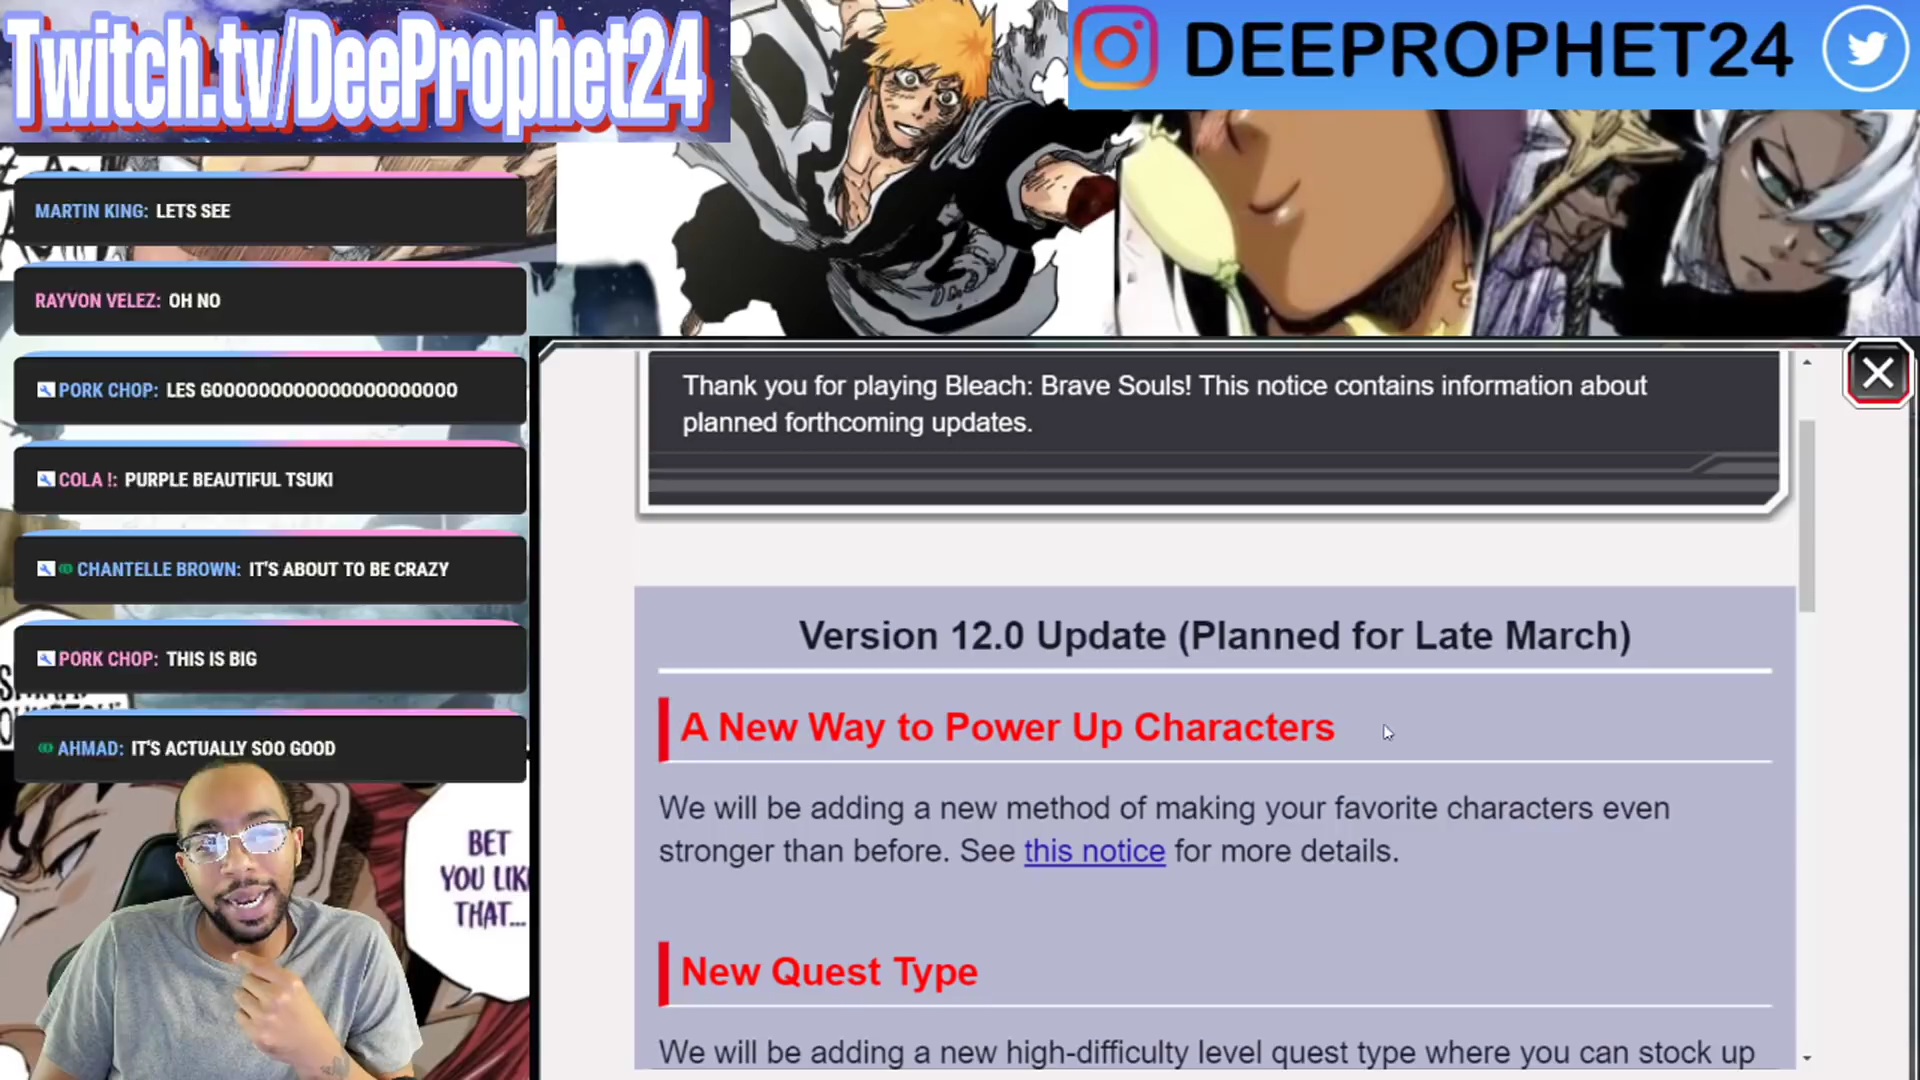 Twitch.tv/DeeProphet24
DEEPROPHET24
MARTIN KING: LETS SEE
RAYVON VELEZ: OH NO
PORK CHOP: LES GOOOOOOOOOOOOOOOOOOOOO
COLA !: PURPLE BEAUTIFUL TSUKI
CHANTELLE BROWN: IT'S ABOUT TO BE CRAZY
PORK CHOP: THIS IS BIG
AHMAD: IT'S ACTUALLY SOO GOOD
BET
YOU LIK
THAT...
Thank you for playing Bleach: Brave Souls! This notice contains information about
planned forthcoming updates.
Version 12.0 Update (Planned for Late March)
A New Way to Power Up Characters
We will be adding a new method of making your favorite characters even
stronger than before. See this notice for more details.
New Quest Type
We will be adding a new high-difficulty level quest type where you can stock up